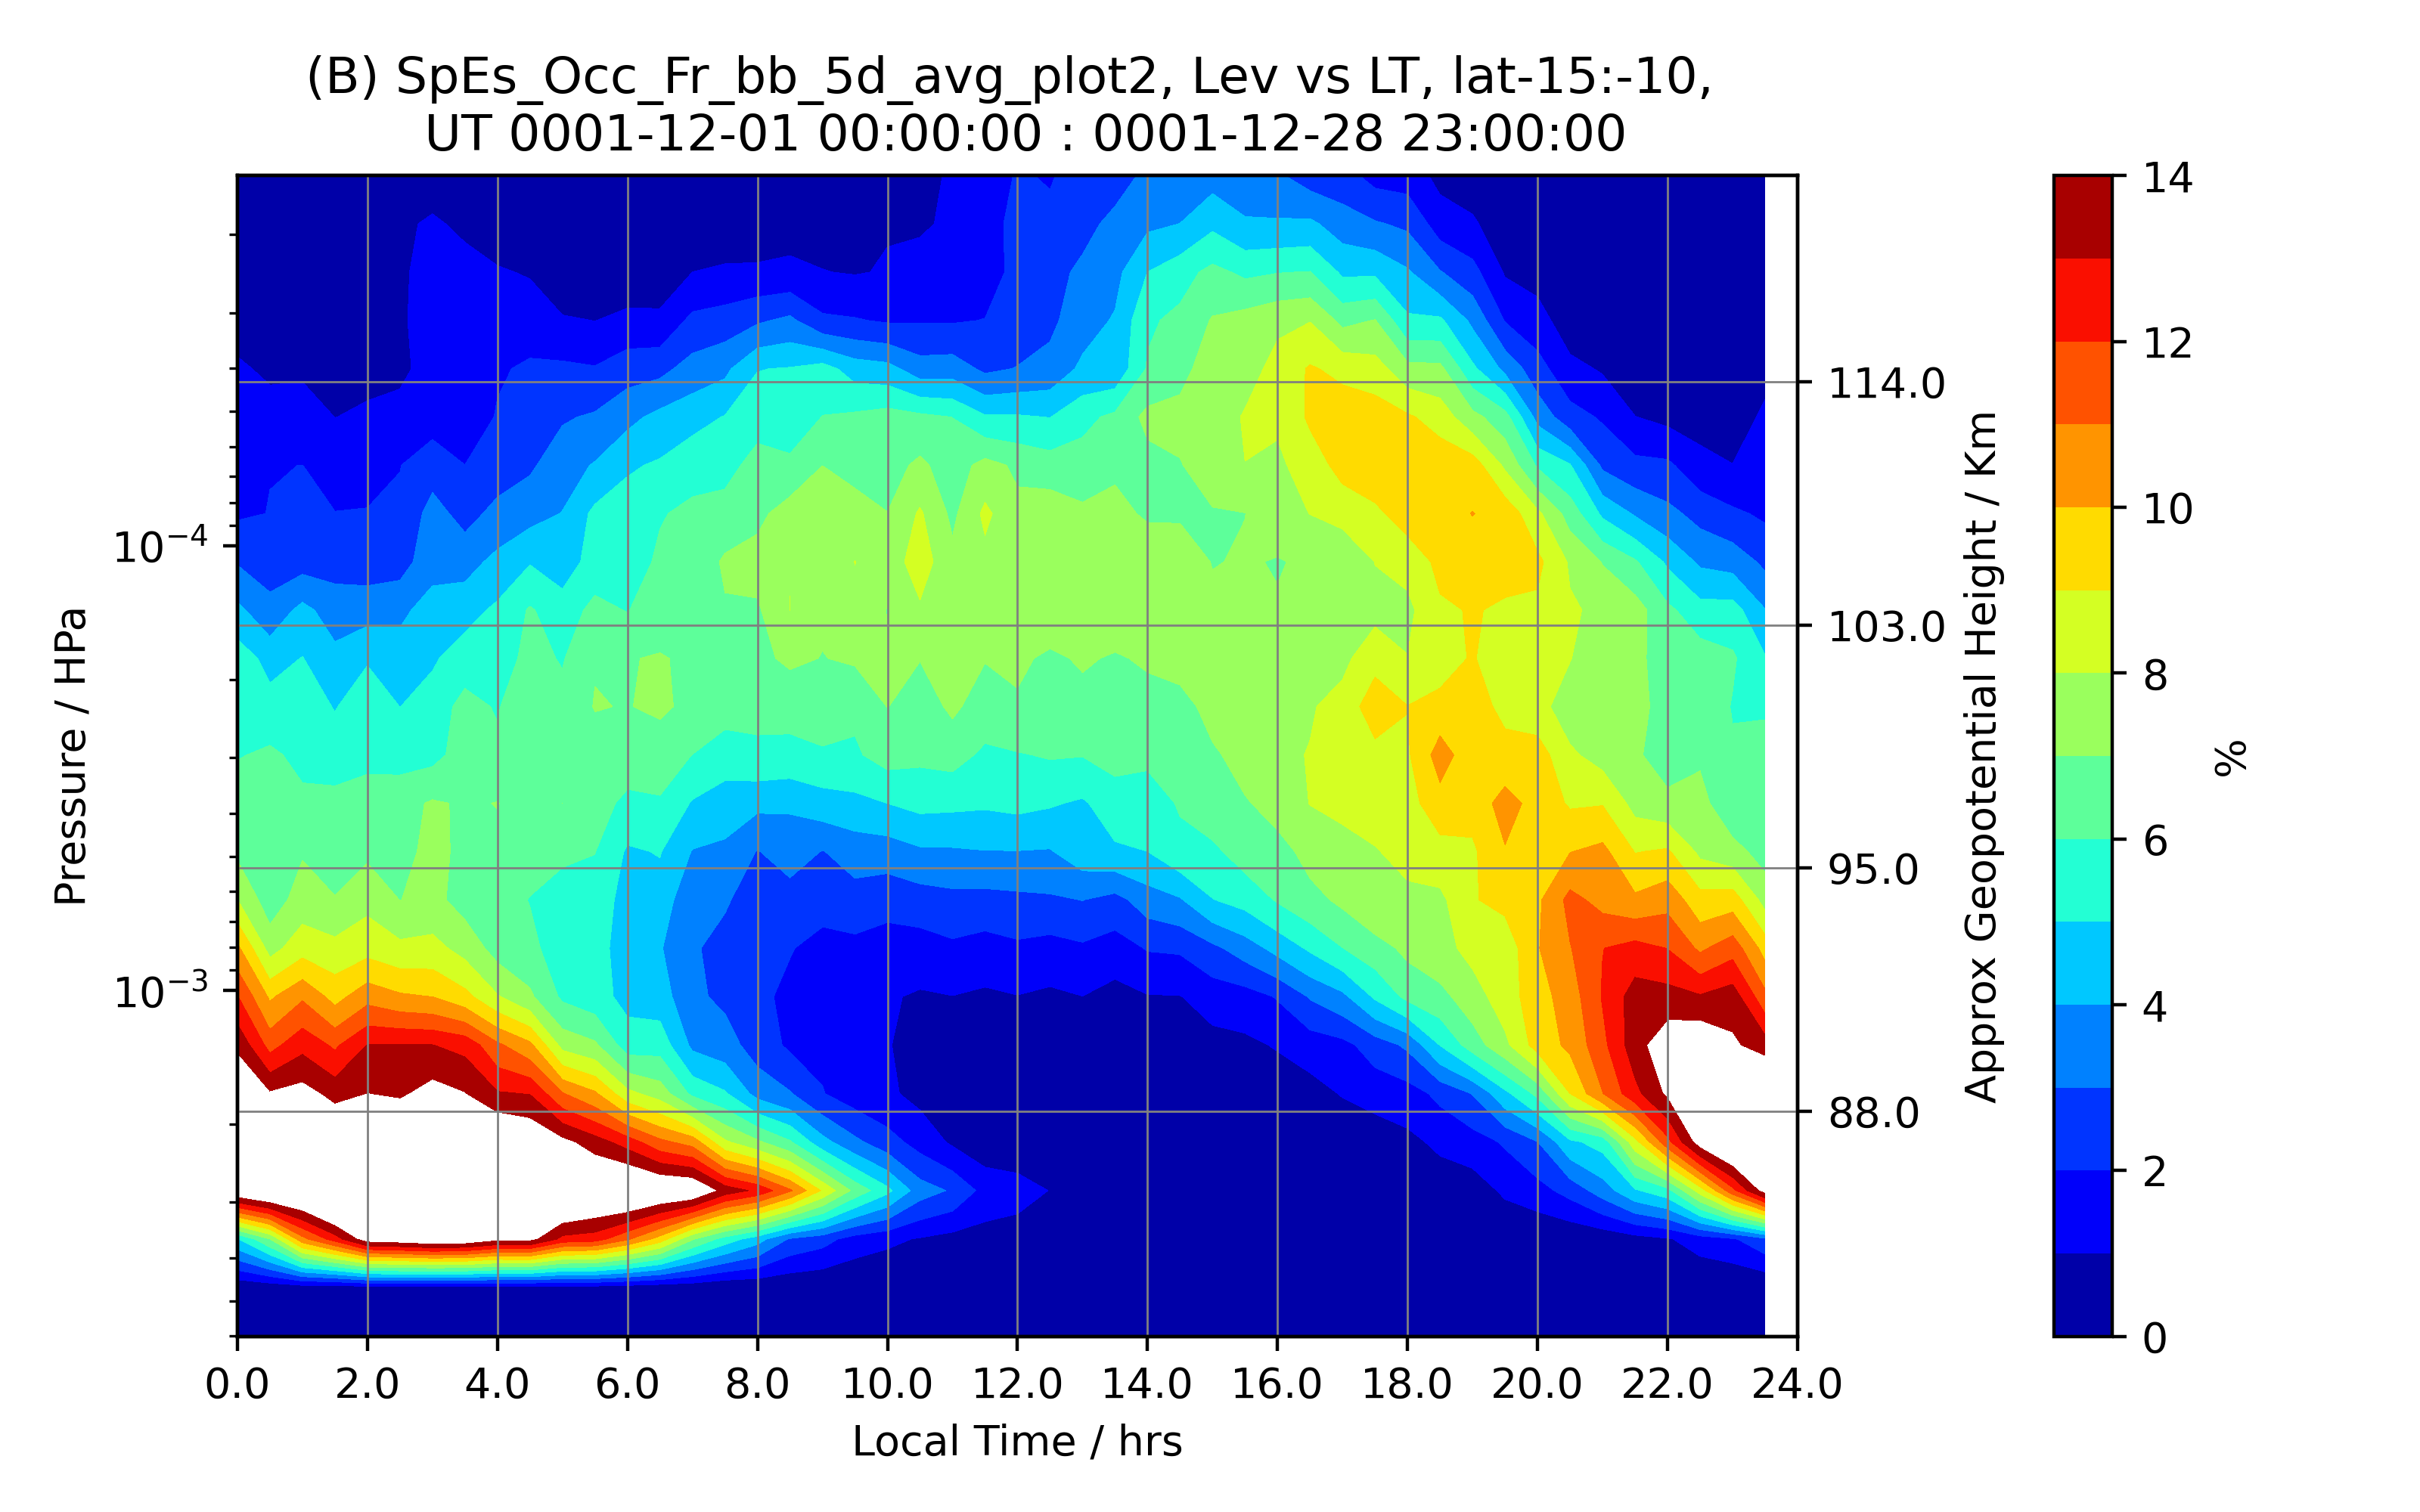 (B) SpEs_Occ_Fr_bb_5d_avg_plot2, Lev vs LT, lat-15:-10,
UT 0001-12-01 00:00:00 : 0001-12-28 23:00:00
Pressure / HPa
10⁻⁴
10⁻³
0.0 2.0 4.0 6.0 8.0 10.0 12.0 14.0 16.0 18.0 20.0 22.0 24.0
Local Time / hrs
114.0
103.0
95.0
88.0
Approx Geopotential Height / Km
14
12
10
8
6
4
2
0
%